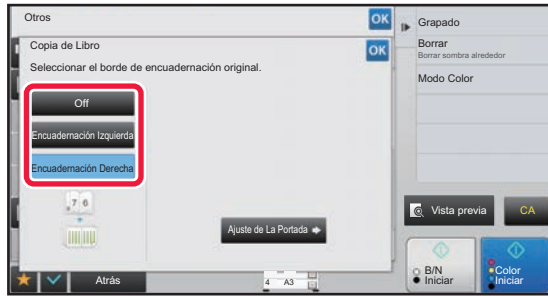 Otros
OK
Copia de Libro
OK
Seleccionar el borde de encuadernación original.
Off
Encuadernación Izquierda
Encuadernación Derecha
7 6
Ajuste de La Portada
Atrás
4 A3
Grapado
Borrar
Borrar sombra alrededor
Modo Color
Vista previa
CA
B/N
Iniciar
Color
Iniciar